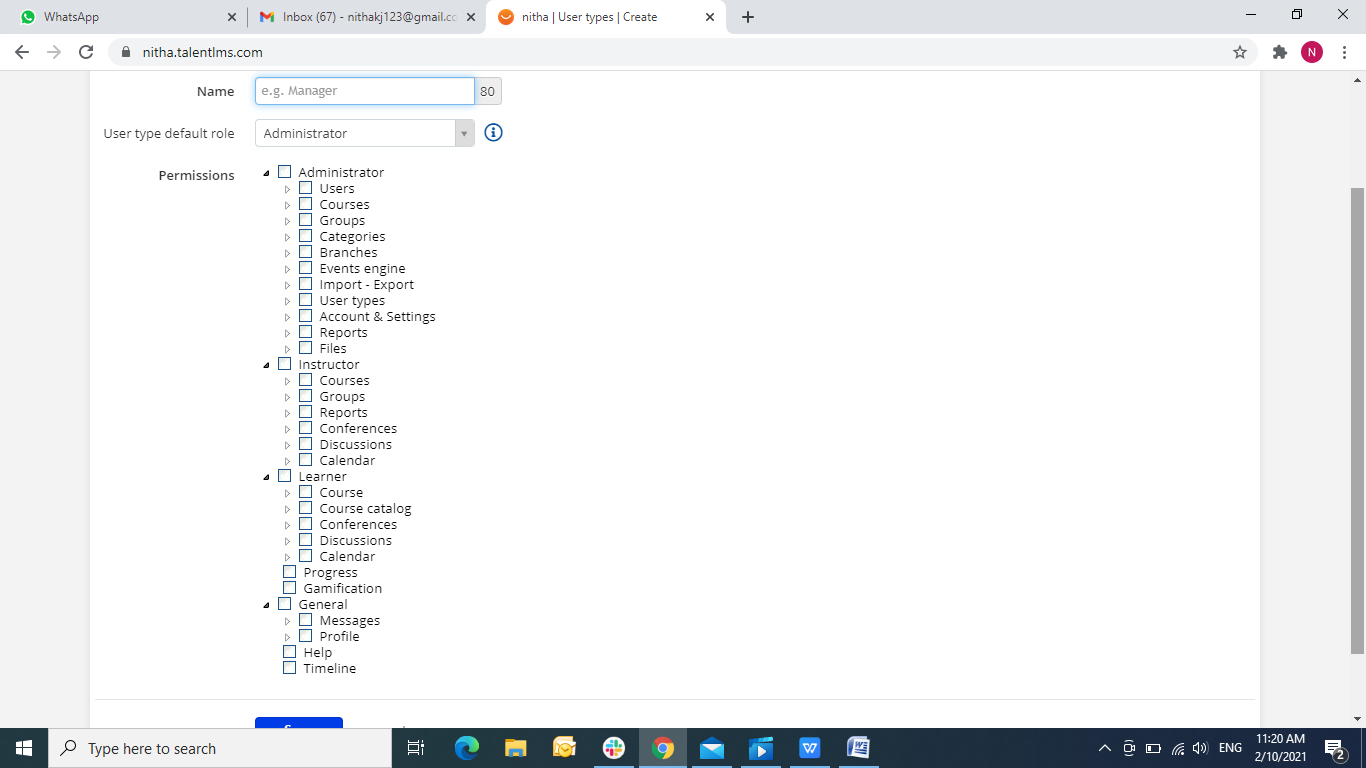 WhatsApp
Inbox (67) - nithakj123@gmail.co
nitha | User types | Create
nitha.talentlms.com
N
Name
e.g. Manager
80
User type default role
Administrator
Permissions
Administrator
Users
Courses
Groups
Categories
Branches
Events engine
Import - Export
User types
Account & Settings
Reports
Files
Instructor
Courses
Groups
Reports
Conferences
Discussions
Calendar
Learner
Course
Course catalog
Conferences
Discussions
Calendar
Progress
Gamification
General
Messages
Profile
Help
Timeline
Type here to search
ENG
11:20 AM
2/10/2021
2